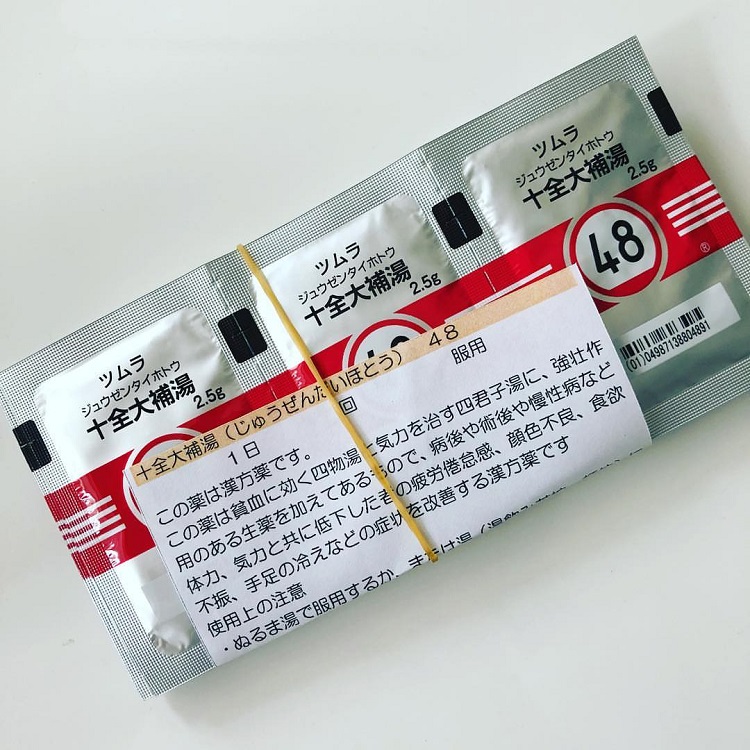 ツムラ
ジュウゼンタイホトウ
十全大補湯
2.5g
48
®
(01)04987138804891
ツムラ
ジュウゼンタイホトウ
十全大補湯
2.5g
ツムラ
ジュウゼンタイホトウ
十全大補湯
2.5g
十全大補湯(じゅうぜんだいほとう) 48
1日 回 服用
この薬は漢方薬です。
この薬は貧血に効く四物湯と気力を治す四君子湯に、強壮作
用のある生薬を加えてあるもので、病後や術後や慢性病など
体力、気力と共に低下した者の疲労倦怠感、顔色不良、食欲
不振、手足の冷えなどの症状を改善する漢方薬です
使用上の注意
・ぬるま湯で服用するか、または湯